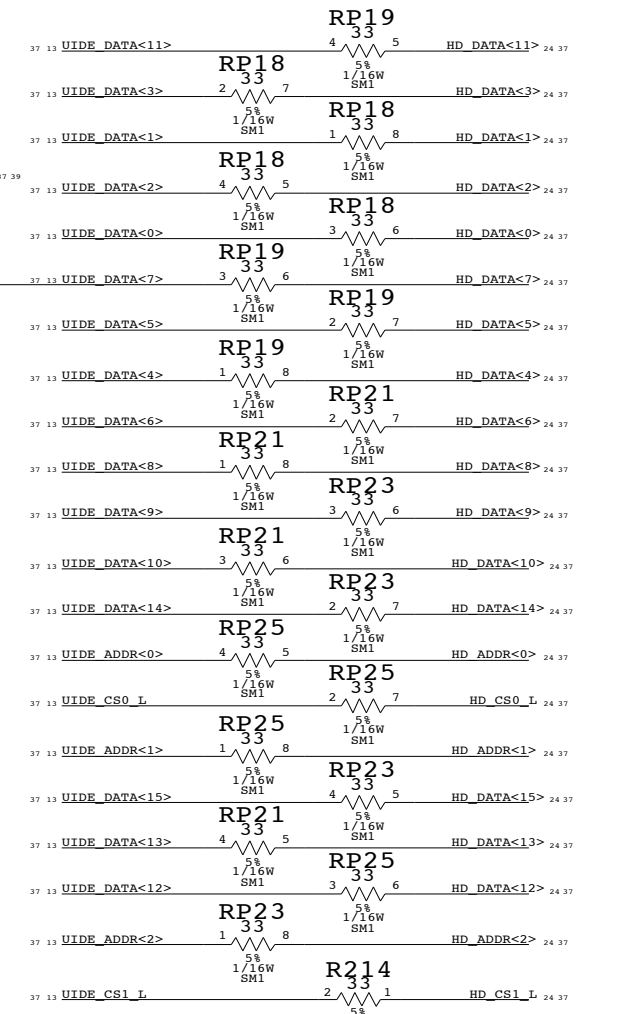 RP19
33
37 13 UIDE_DATA<11> 4 5 HD_DATA<11> 24 37
5%
1/16W
SM1
RP18
33
37 13 UIDE_DATA<3> 2 7 HD_DATA<3> 24 37
5%
1/16W
SM1
RP18
33
37 13 UIDE_DATA<1> 1 8 HD_DATA<1> 24 37
5%
1/16W
SM1
37 39
RP18
33
37 13 UIDE_DATA<2> 4 5 HD_DATA<2> 24 37
5%
1/16W
SM1
RP18
33
37 13 UIDE_DATA<0> 3 6 HD_DATA<0> 24 37
5%
1/16W
SM1
RP19
33
37 13 UIDE_DATA<7> 3 6 HD_DATA<7> 24 37
5%
1/16W
SM1
RP19
33
37 13 UIDE_DATA<5> 2 7 HD_DATA<5> 24 37
5%
1/16W
SM1
RP19
33
37 13 UIDE_DATA<4> 1 8 HD_DATA<4> 24 37
5%
1/16W
SM1
RP21
33
37 13 UIDE_DATA<6> 2 7 HD_DATA<6> 24 37
5%
1/16W
SM1
RP21
33
37 13 UIDE_DATA<8> 1 8 HD_DATA<8> 24 37
5%
1/16W
SM1
RP23
33
37 13 UIDE_DATA<9> 3 6 HD_DATA<9> 24 37
5%
1/16W
SM1
RP21
33
37 13 UIDE_DATA<10> 3 6 HD_DATA<10> 24 37
5%
1/16W
SM1
RP23
33
37 13 UIDE_DATA<14> 2 7 HD_DATA<14> 24 37
5%
1/16W
SM1
RP25
33
37 13 UIDE_ADDR<0> 4 5 HD_ADDR<0> 24 37
5%
1/16W
SM1
RP25
33
37 13 UIDE_CS0_L 2 7 HD_CS0_L 24 37
5%
1/16W
SM1
RP25
33
37 13 UIDE_ADDR<1> 1 8 HD_ADDR<1> 24 37
5%
1/16W
SM1
RP23
33
37 13 UIDE_DATA<15> 4 5 HD_DATA<15> 24 37
5%
1/16W
SM1
RP21
33
37 13 UIDE_DATA<13> 4 5 HD_DATA<13> 24 37
5%
1/16W
SM1
RP25
33
37 13 UIDE_DATA<12> 3 6 HD_DATA<12> 24 37
5%
1/16W
SM1
RP23
33
37 13 UIDE_ADDR<2> 1 8 HD_ADDR<2> 24 37
5%
1/16W
SM1
R214
33
37 13 UIDE_CS1_L 2 1 HD_CS1_L 24 37
5%